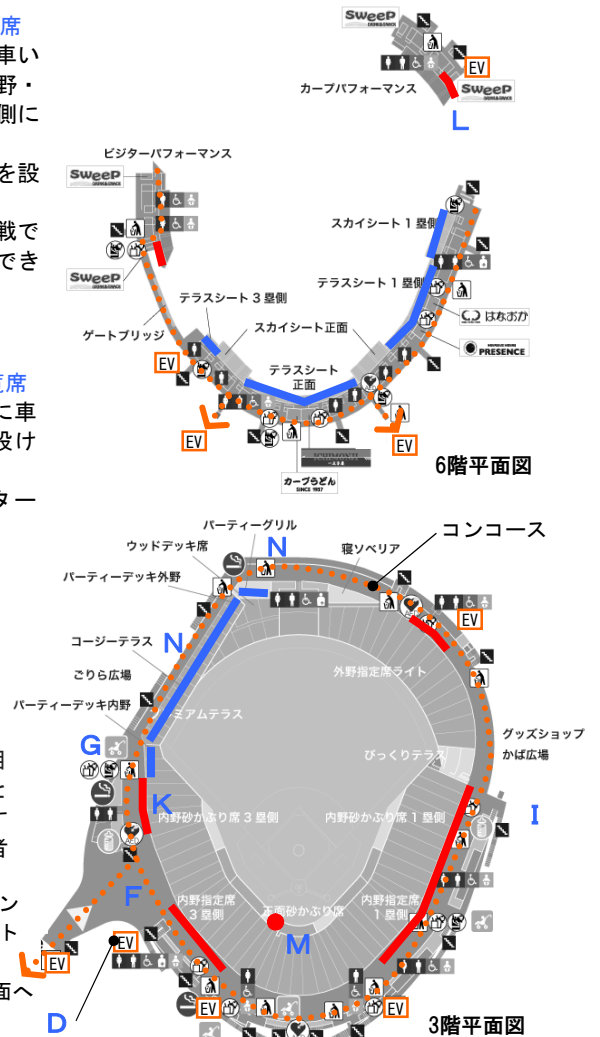 席
車い
野・
側に
を設
戦で
でき
席
に車
設け
ター
者
ン
ト
面へ
SweeP
EV
カープパフォーマンス
SweeP
L
ビジターパフォーマンス
SweeP
スカイシート 1 塁側
SweeP
テラスシート 1 塁側
テラスシート 3 塁側
はなおか
ゲートブリッジ
スカイシート正面
PRESENCE
EV
テラスシート
正面
EV
EV
カープうどん
SINCE 1957
6階平面図
パーティーグリル
コンコース
ウッドデッキ席
N
寝ソベリア
パーティーデッキ外野
EV
コージーテラス
N
ごりら広場
外野指定席ライト
パーティーデッキ内野
ミアムテラス
グッズショップ
かば広場
G
びっくりテラス
K
内野砂かぶり席 3 塁側
内野砂かぶり席 1 塁側
I
F
内野指定席
3 塁側
正面砂かぶり席
内野指定席
1 塁側
M
EV
EV
EV
EV
D
3階平面図